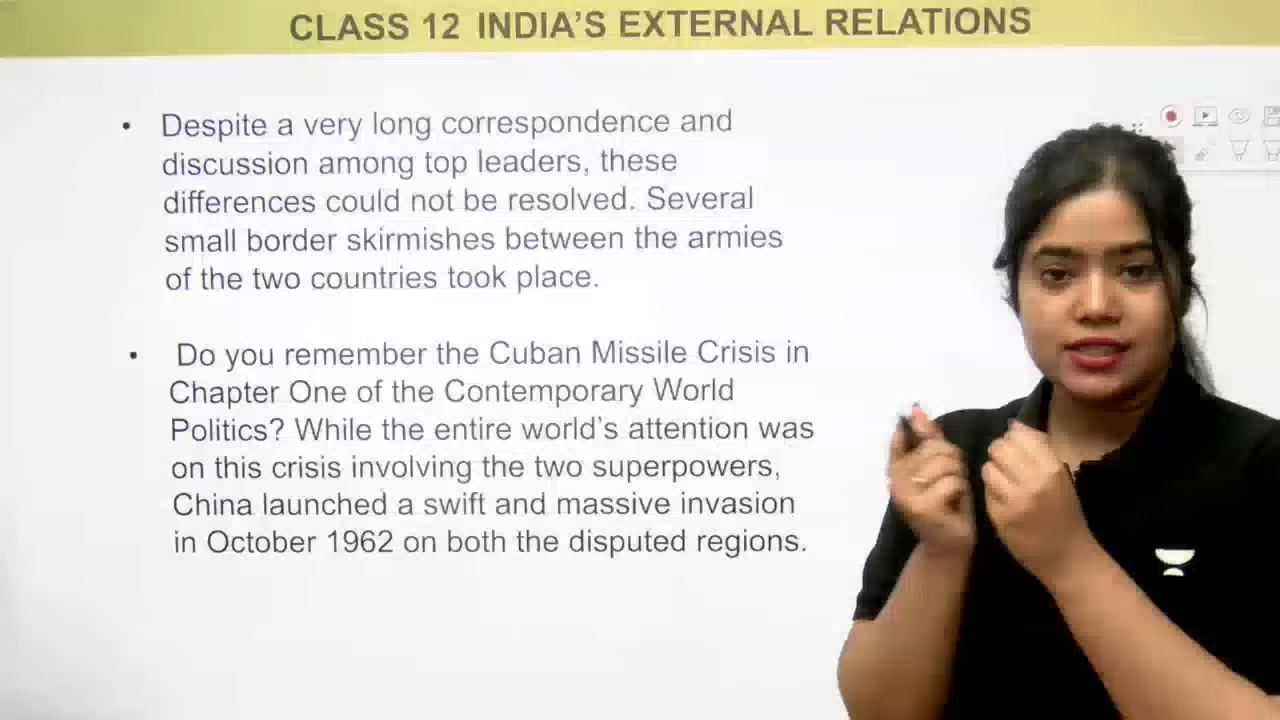 CLASS 12 INDIA'S EXTERNAL RELATIONS
• Despite a very long correspondence and
discussion among top leaders, these
differences could not be resolved. Several
small border skirmishes between the armies
of the two countries took place.
• Do you remember the Cuban Missile Crisis in
Chapter One of the Contemporary World
Politics? While the entire world's attention was
on this crisis involving the two superpowers,
China launched a swift and massive invasion
in October 1962 on both the disputed regions.